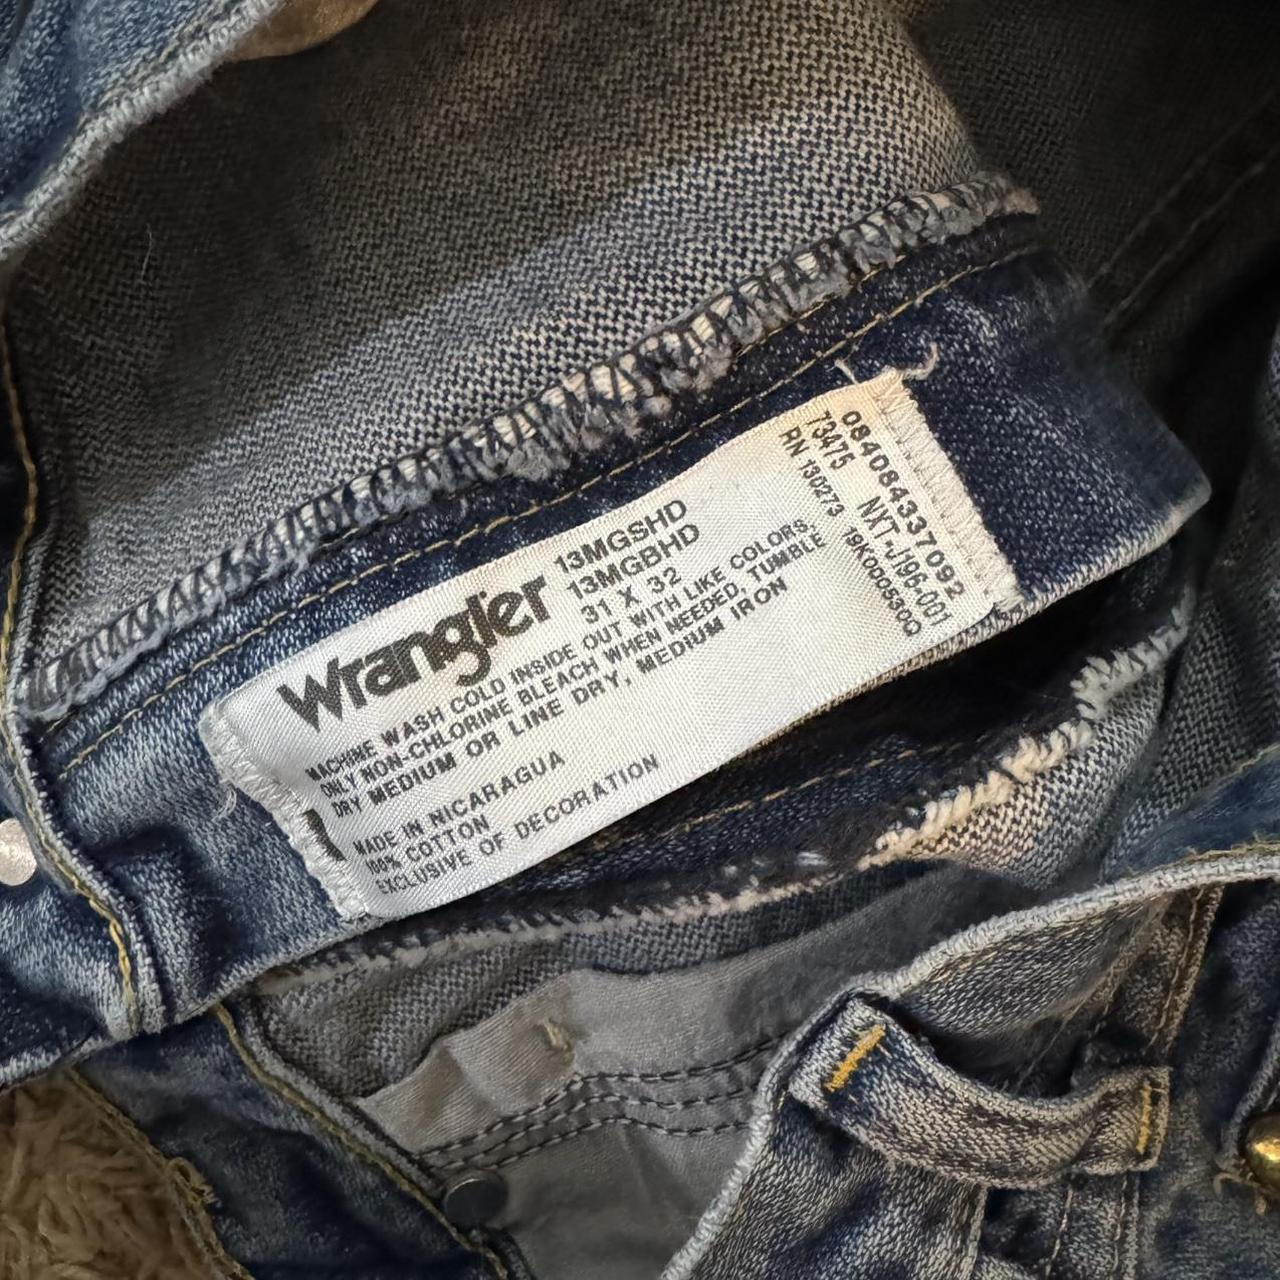 Wrangler
13MGSHD
13MGBHD
31 X 32
MACHINE WASH COLD INSIDE OUT WITH LIKE COLORS,
ONLY NON-CHLORINE BLEACH WHEN NEEDED, TUMBLE
DRY MEDIUM OR LINE DRY, MEDIUM IRON
MADE IN NICARAGUA
100% COTTON
EXCLUSIVE OF DECORATION
084084337092
73475 NXT-J196-001
RN 130273 19K000530Q